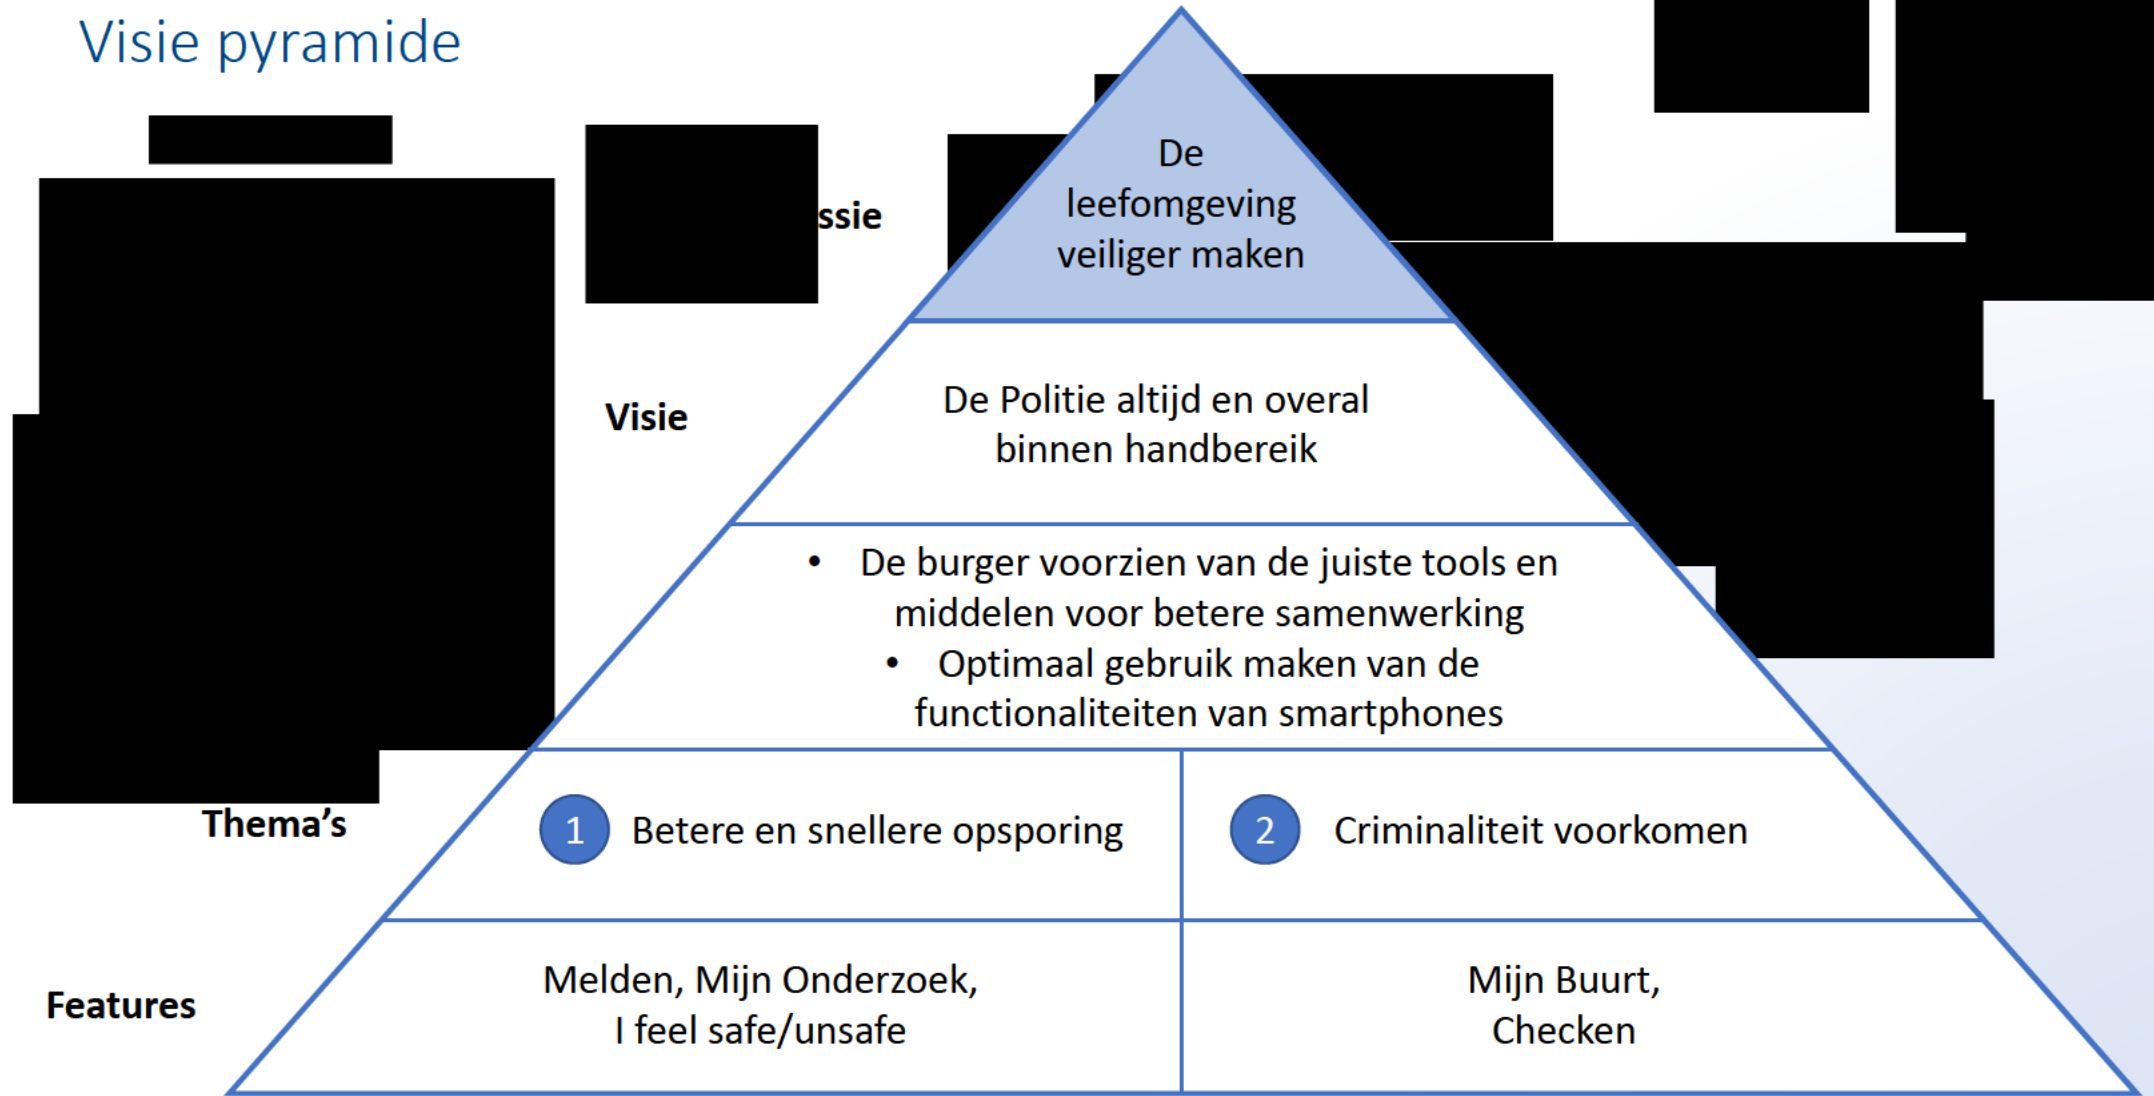 Visie pyramide
De
leefomgeving
veiliger maken
ssie
Visie
De Politie altijd en overal
binnen handbereik
• De burger voorzien van de juiste tools en
middelen voor betere samenwerking
• Optimaal gebruik maken van de
functionaliteiten van smartphones
Thema's
1 Betere en snellere opsporing
2 Criminaliteit voorkomen
Features
Melden, Mijn Onderzoek,
I feel safe/unsafe
Mijn Buurt,
Checken